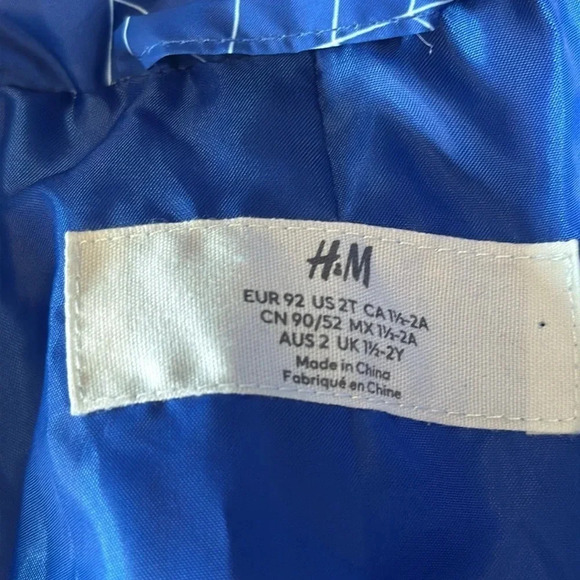 H&M
EUR 92 US 2T CA 1½-2A
CN 90/52 MX 1½-2A
AUS 2 UK 1½-2Y
Made in China
Fabriqué en Chine